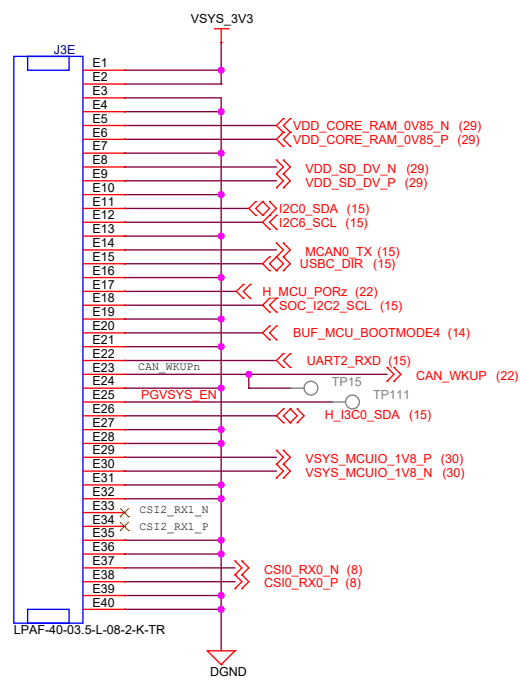 VSYS_3V3
J3E
E1
E2
E3
E4
E5 VDD_CORE_RAM_0V85_N (29)
E6 VDD_CORE_RAM_0V85_P (29)
E7
E8 VDD_SD_DV_N (29)
E9 VDD_SD_DV_P (29)
E10
E11 I2C0_SDA (15)
E12 I2C6_SCL (15)
E13
E14 MCAN0_TX (15)
E15 USBC_DIR (15)
E16
E17 H_MCU_PORz (22)
E18 SOC_I2C2_SCL (15)
E19
E20 BUF_MCU_BOOTMODE4 (14)
E21
E22 UART2_RXD (15)
E23 CAN_WKUPn CAN_WKUP (22)
E24 TP15
E25 PGVSYS_EN TP111
E26 H_I3C0_SDA (15)
E27
E28
E29 VSYS_MCUIO_1V8_P (30)
E30 VSYS_MCUIO_1V8_N (30)
E31
E32
E33 CSI2_RX1_N
E34 CSI2_RX1_P
E35
E36
E37 CSI0_RX0_N (8)
E38 CSI0_RX0_P (8)
E39
E40
LPAF-40-03.5-L-08-2-K-TR
DGND